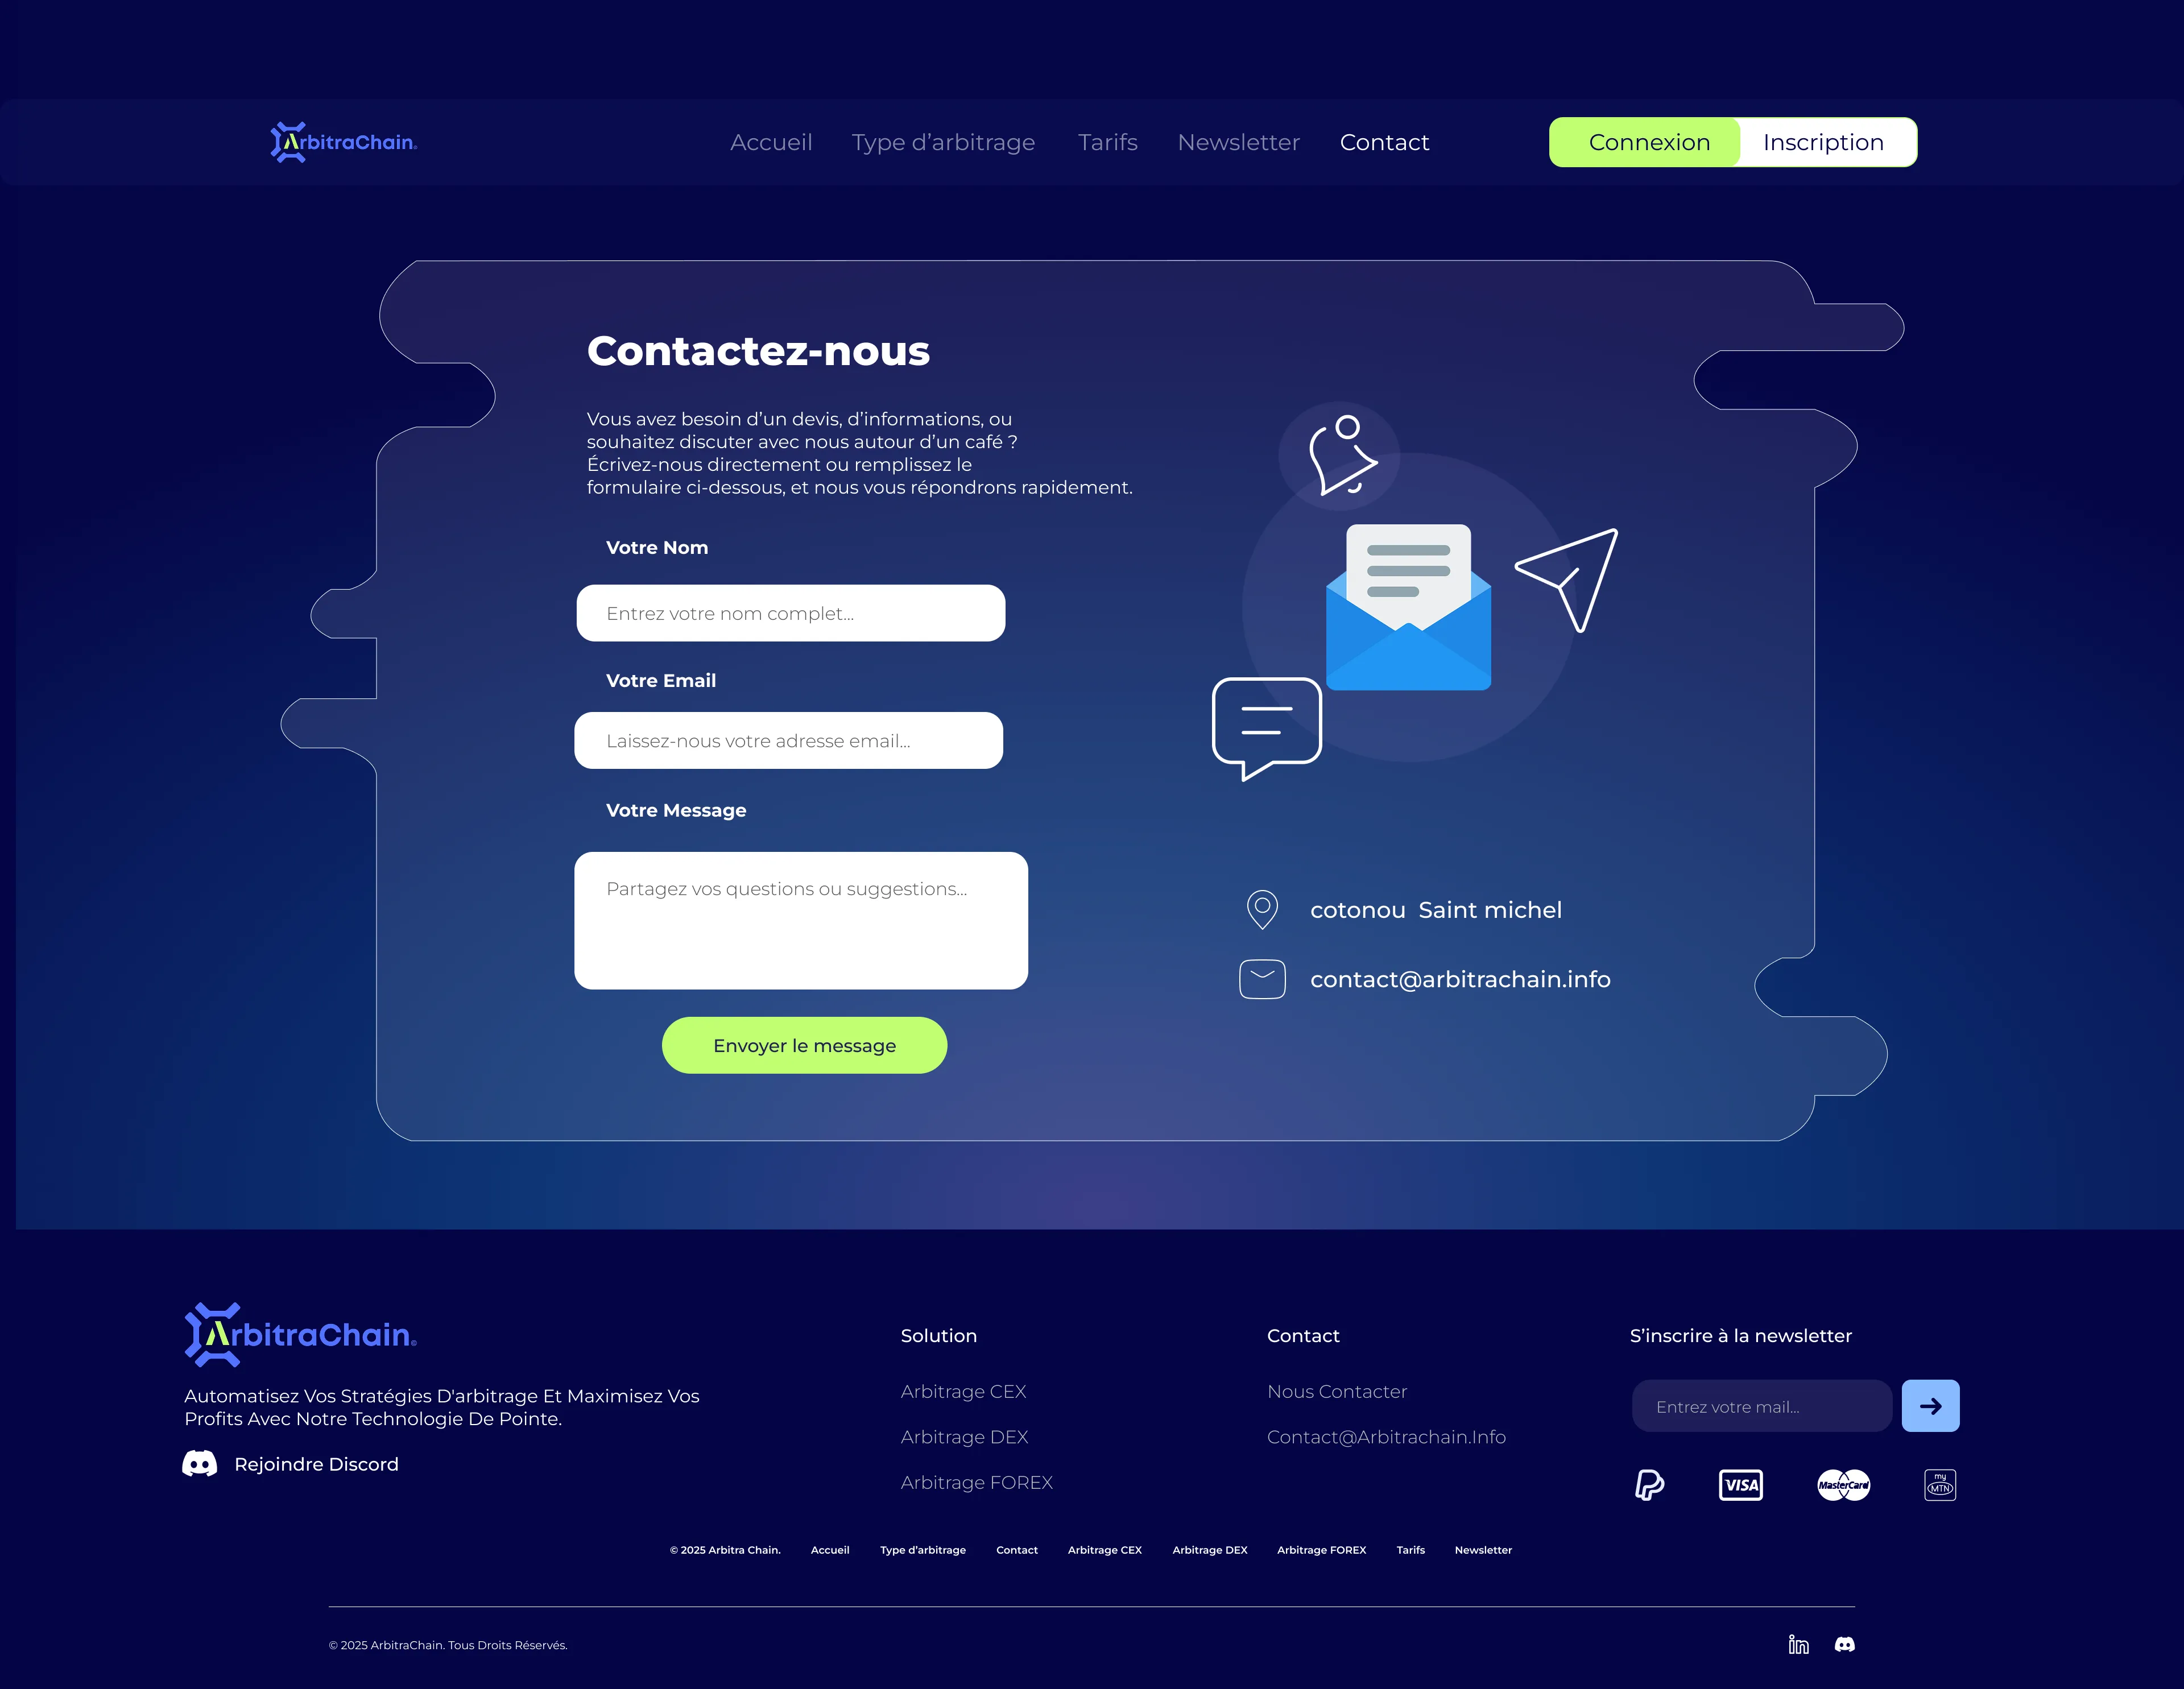 ArbitraChain
Accueil
Type d’arbitrage
Tarifs
Newsletter
Contact
Connexion
Inscription
Contactez-nous
Vous avez besoin d’un devis, d’informations, ou
souhaitez discuter avec nous autour d’un café ?
Écrivez-nous directement ou remplissez le
formulaire ci-dessous, et nous vous répondrons rapidement.
Votre Nom
Entrez votre nom complet...
Votre Email
Laissez-nous votre adresse email...
Votre Message
Partagez vos questions ou suggestions...
Envoyer le message
cotonou  Saint michel
contact@arbitrachain.info
ArbitraChain
Automatisez Vos Stratégies D'arbitrage Et Maximisez Vos
Profits Avec Notre Technologie De Pointe.
Rejoindre Discord
Solution
Arbitrage CEX
Arbitrage DEX
Arbitrage FOREX
Contact
Nous Contacter
Contact@Arbitrachain.Info
S’inscrire à la newsletter
Entrez votre mail...
VISA
MasterCard
my
MTN
© 2025 Arbitra Chain.
Accueil
Type d’arbitrage
Contact
Arbitrage CEX
Arbitrage DEX
Arbitrage FOREX
Tarifs
Newsletter
© 2025 ArbitraChain. Tous Droits Réservés.
in